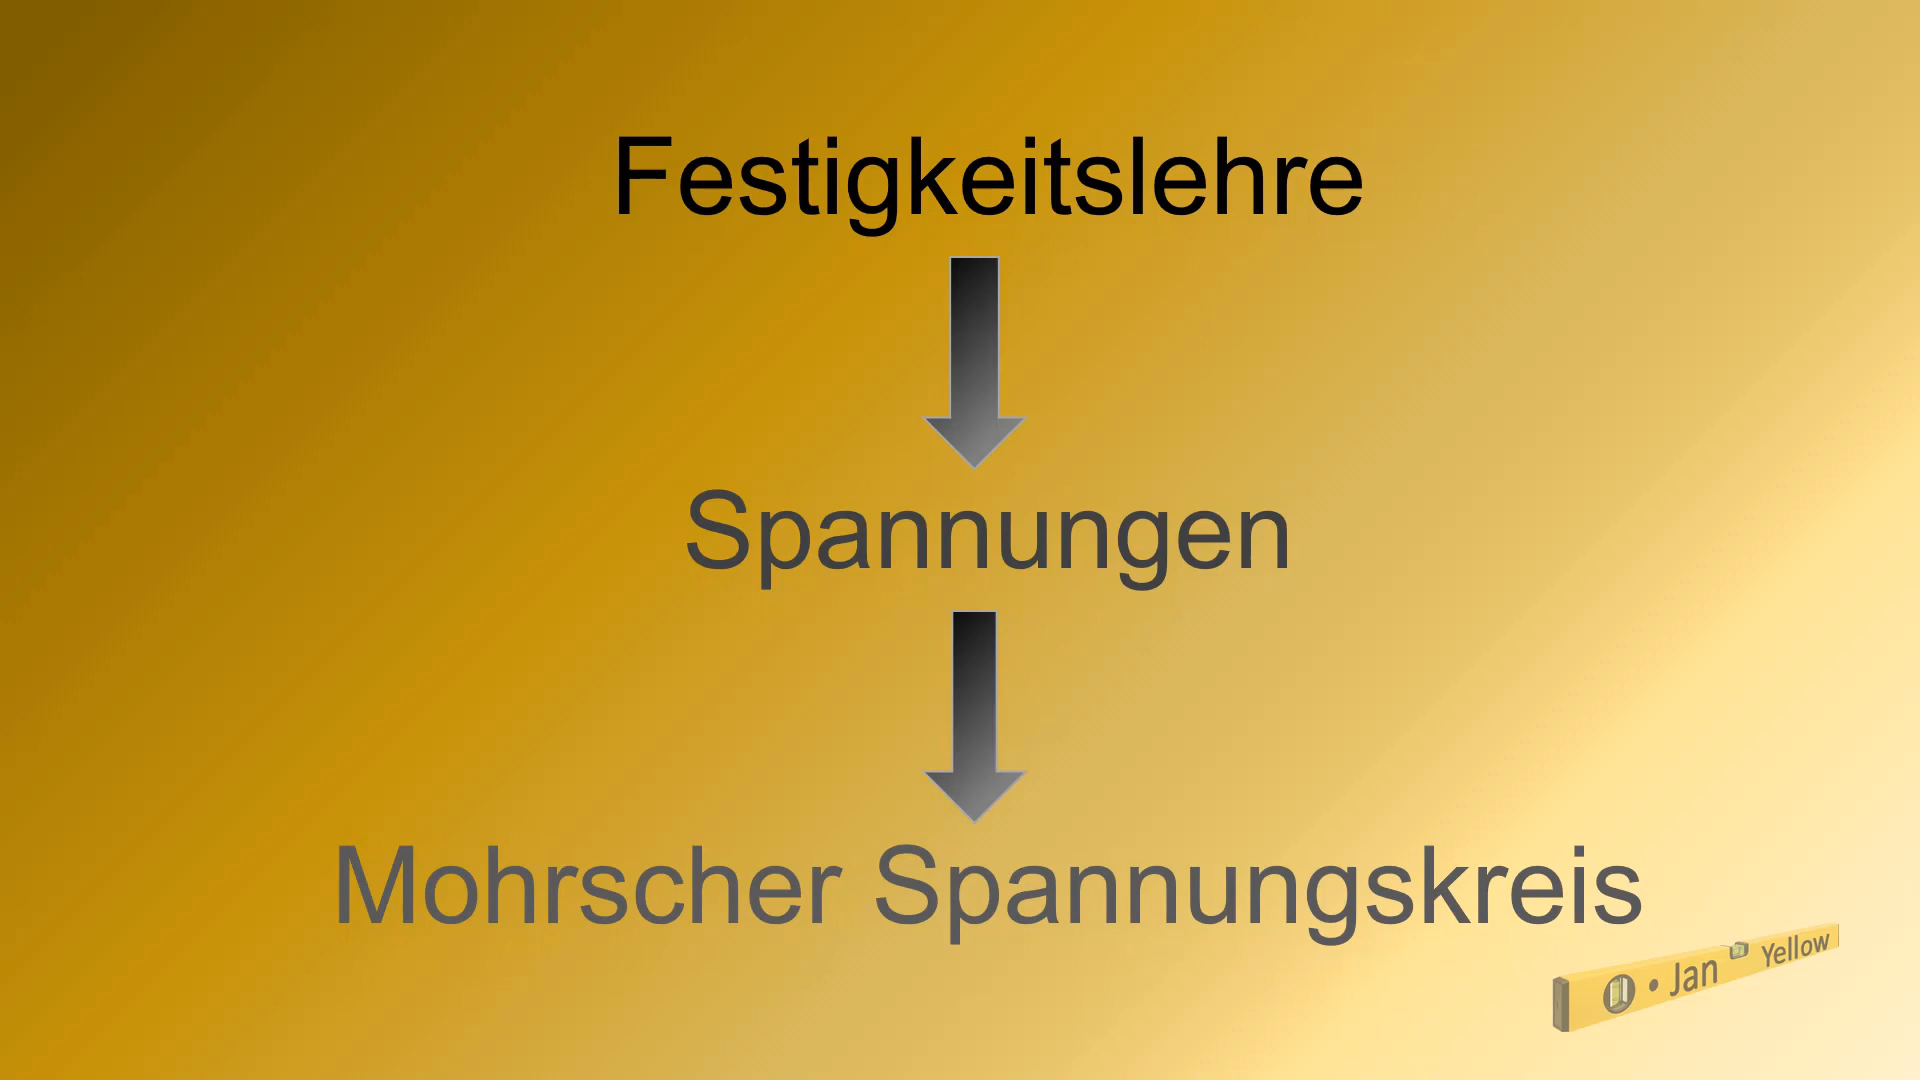 Festigkeitslehre
Spannungen
Mohrscher Spannungskreis
• Jan Yellow